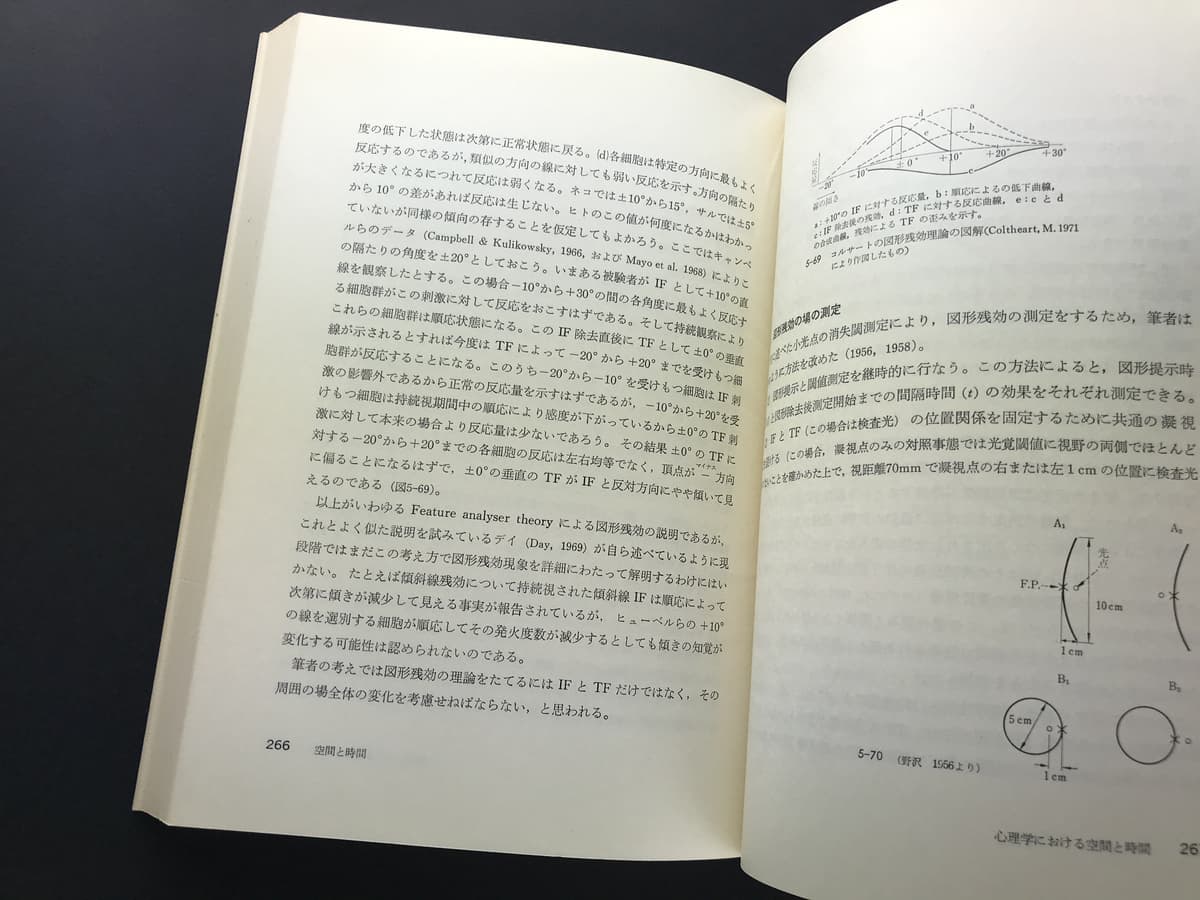 度の低下した状態は次第に正常状態に戻る。(d)各細胞は特定の方向に最もよく
反応するのであるが,類似の方向の線に対しても弱い反応を示す。方向の隔たり
が大きくなるにつれて反応は弱くなる。ネコでは±10°から15°,サルでは±5°
から 10° の差があれば反応は生じない。ヒトのこの値が何度になるかはわかっ
ていないが同様の傾向の存することを仮定してもよかろう。ここではキャンベ
ルらのデータ (Campbell & Kulikowsky, 1966, および Mayo et al. 1968) によりこ
の隔たりの角度を±20°としておこう。いまある被験者が IF として+10°の直
線を観察したとする。この場合−10°から+30°の間の各角度に最もよく反応す
る細胞群がこの刺激に対して反応をおこすはずである。そして持続観察により
これらの細胞群は順応状態になる。この IF 除去直後に TF として±0°の垂直
線が示されるとすれば今度は TF によって −20° から +20° までを受けもつ細
胞群が反応することになる。このうち−20°から−10° を受けもつ細胞は IF 刺
激の影響外であるから正常の反応量を示すはずであるが, −10°から+20°を受
けもつ細胞は持続視期間中の順応により感度が下がっているから±0°の TF 刺
激に対して本来の場合より反応量は少ないであろう。 その結果 ±0° の TF に
対する−20°から+20°までの各細胞の反応は左右均等でなく,頂点が − 方向
マイナス
に偏ることになるはずで, ±0°の垂直の TF が IF と反対方向にやや傾いて見
えるのである (図5-69)。
以上がいわゆる Feature analyser theory による図形残効の説明であるが,
これとよく似た説明を試みているデイ (Day, 1969) が自ら述べているように現
段階ではまだこの考え方で図形残効現象を詳細にわたって解明するわけにはい
かない。 たとえば傾斜線残効について持続視された傾斜線 IF は順応によって
次第に傾きが減少して見える事実が報告されているが, ヒューベルらの +10°
の線を選別する細胞が順応してその発火度数が減少するとしても傾きの知覚が
変化する可能性は認められないのである。
筆者の考えでは図形残効の理論をたてるには IF と TF だけではなく,その
周囲の場全体の変化を考慮せねばならない,と思われる。
266 空間と時間
a
d
b
e
c
−20° −10° ±0° +10° +20° +30°
線の傾き
a:+10°の IF に対する反応量, b:順応によるの低下曲線,
c:IF 除去後の残効, d:TF に対する反応曲線, e:c と d
の合成曲線,残効による TF の歪みを示す。
5-69 コルサートの図形残効理論の図解(Coltheart, M. 1971
により作図したもの)
図形残効の場の測定
べた小光点の消失閾測定により,図形残効の測定をするため,筆者は
ように方法を改めた (1956, 1958)。
図形提示と閾値測定を継時的に行なう。この方法によると,図形提示時
と図形除去後測定開始までの間隔時間 (t) の効果をそれぞれ測定できる。
IF と TF (この場合は検査光) の位置関係を固定するために共通の凝視
ける (この場合,凝視点のみの対照事態では光覚閾値に視野の両側でほとんど
ないことを確かめた上で,視距離70mm で凝視点の右または左 1 cm の位置に検査光
A₁
A₂
光点
F.P.
10cm
1cm
B₁
B₂
5cm
1cm
5-70 (野沢 1956より)
心理学における空間と時間 26